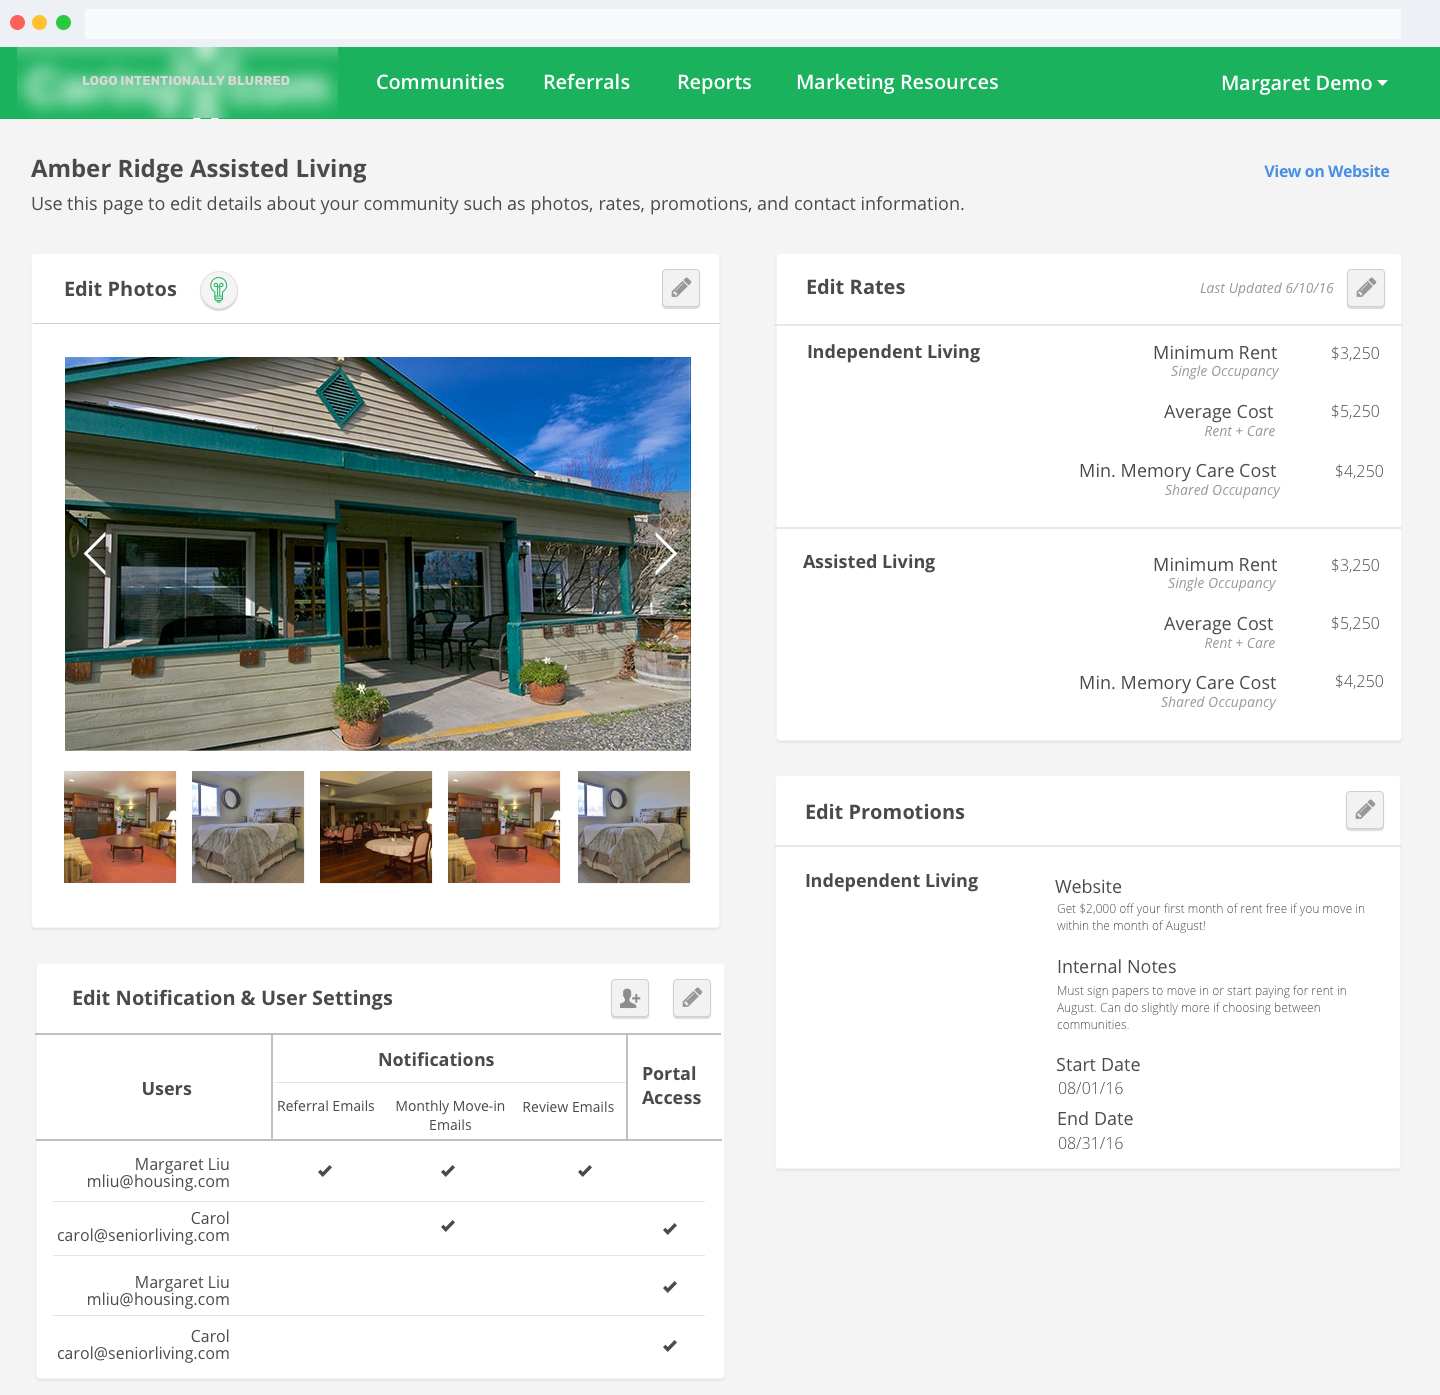 LOGO INTENTIONALLY BLURRED
Communities
Referrals
Reports
Marketing Resources
Margaret Demo
Amber Ridge Assisted Living
View on Website
Use this page to edit details about your community such as photos, rates, promotions, and contact information.
Edit Photos
Edit Rates
Last Updated 6/10/16
Independent Living
Minimum Rent
$3,250
Single Occupancy
Average Cost
$5,250
Rent + Care
Min. Memory Care Cost
$4,250
Shared Occupancy
Assisted Living
Minimum Rent
$3,250
Single Occupancy
Average Cost
$5,250
Rent + Care
Min. Memory Care Cost
$4,250
Shared Occupancy
Edit Promotions
Independent Living
Website
Get $2,000 off your first month of rent free if you move in
within the month of August!
Internal Notes
Must sign papers to move in or start paying for rent in
August. Can do slightly more if choosing between
communities.
Start Date
08/01/16
End Date
08/31/16
Edit Notification & User Settings
Users
Notifications
Portal
Access
Referral Emails
Monthly Move-in
Emails
Review Emails
Margaret Liu
mliu@housing.com
Carol
carol@seniorliving.com
Margaret Liu
mliu@housing.com
Carol
carol@seniorliving.com